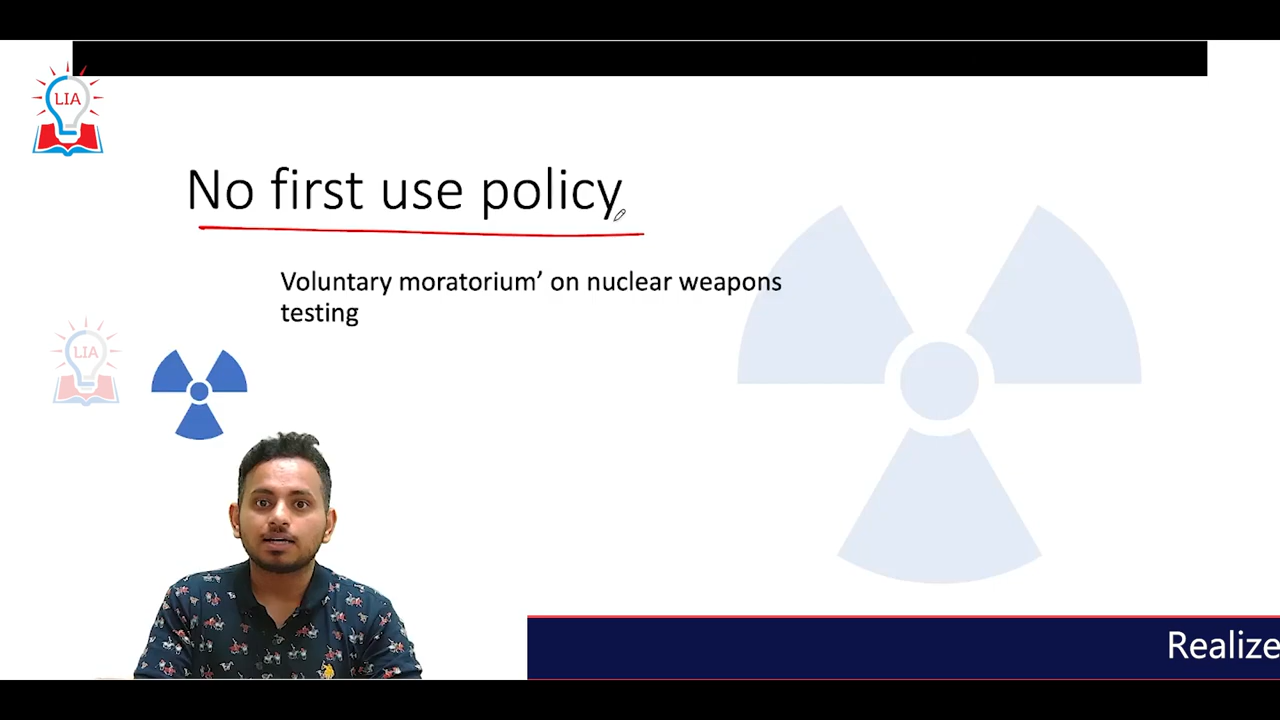 LIA
No first use policy
Voluntary moratorium’ on nuclear weapons
testing
LIA
Realize